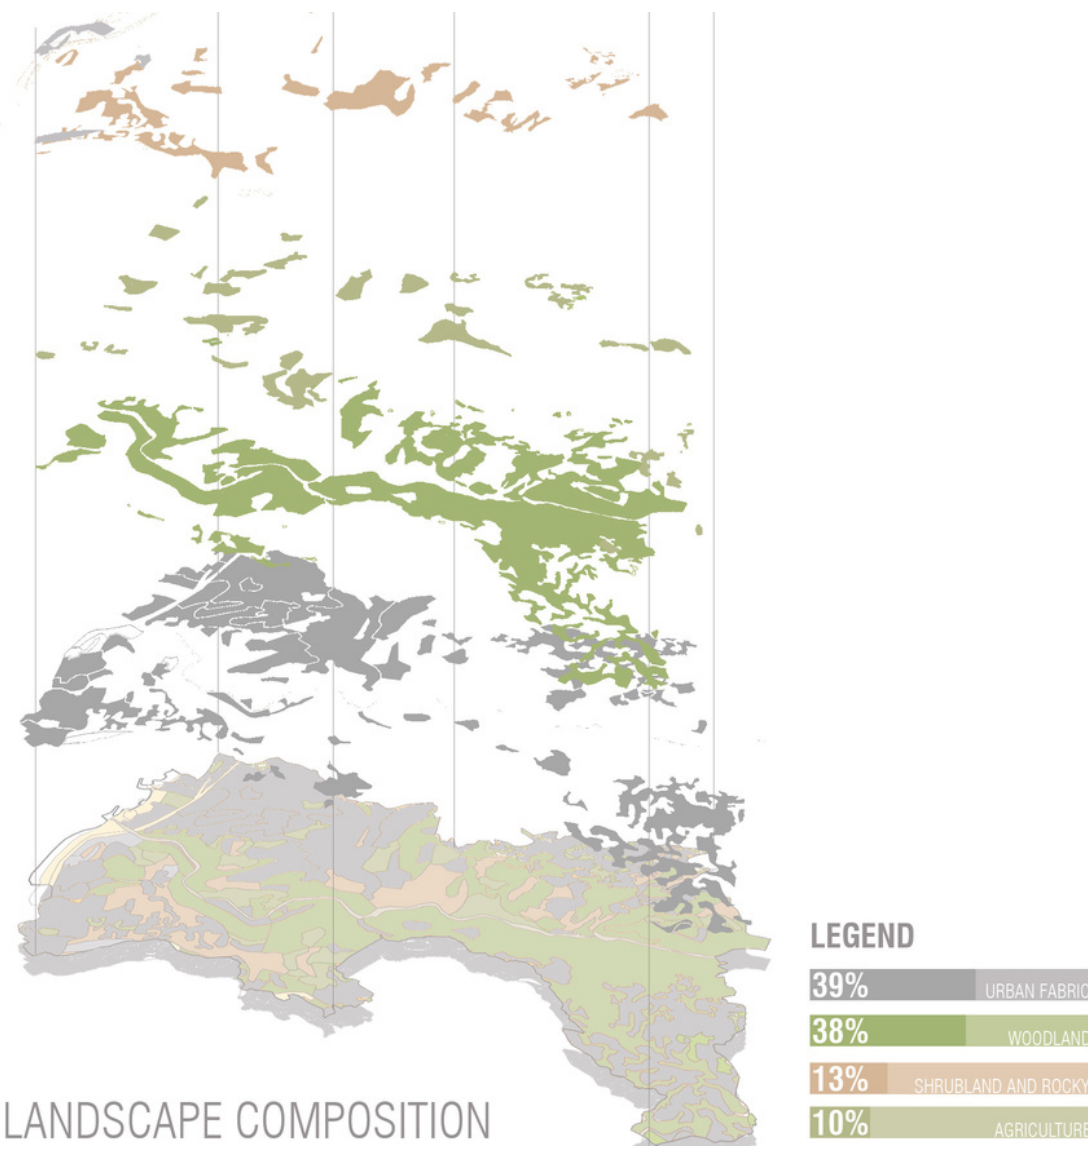 LEGEND
39% URBAN FABRIC
38% WOODLAND
13% SHRUBLAND AND ROCKY
10% AGRICULTURE
LANDSCAPE COMPOSITION